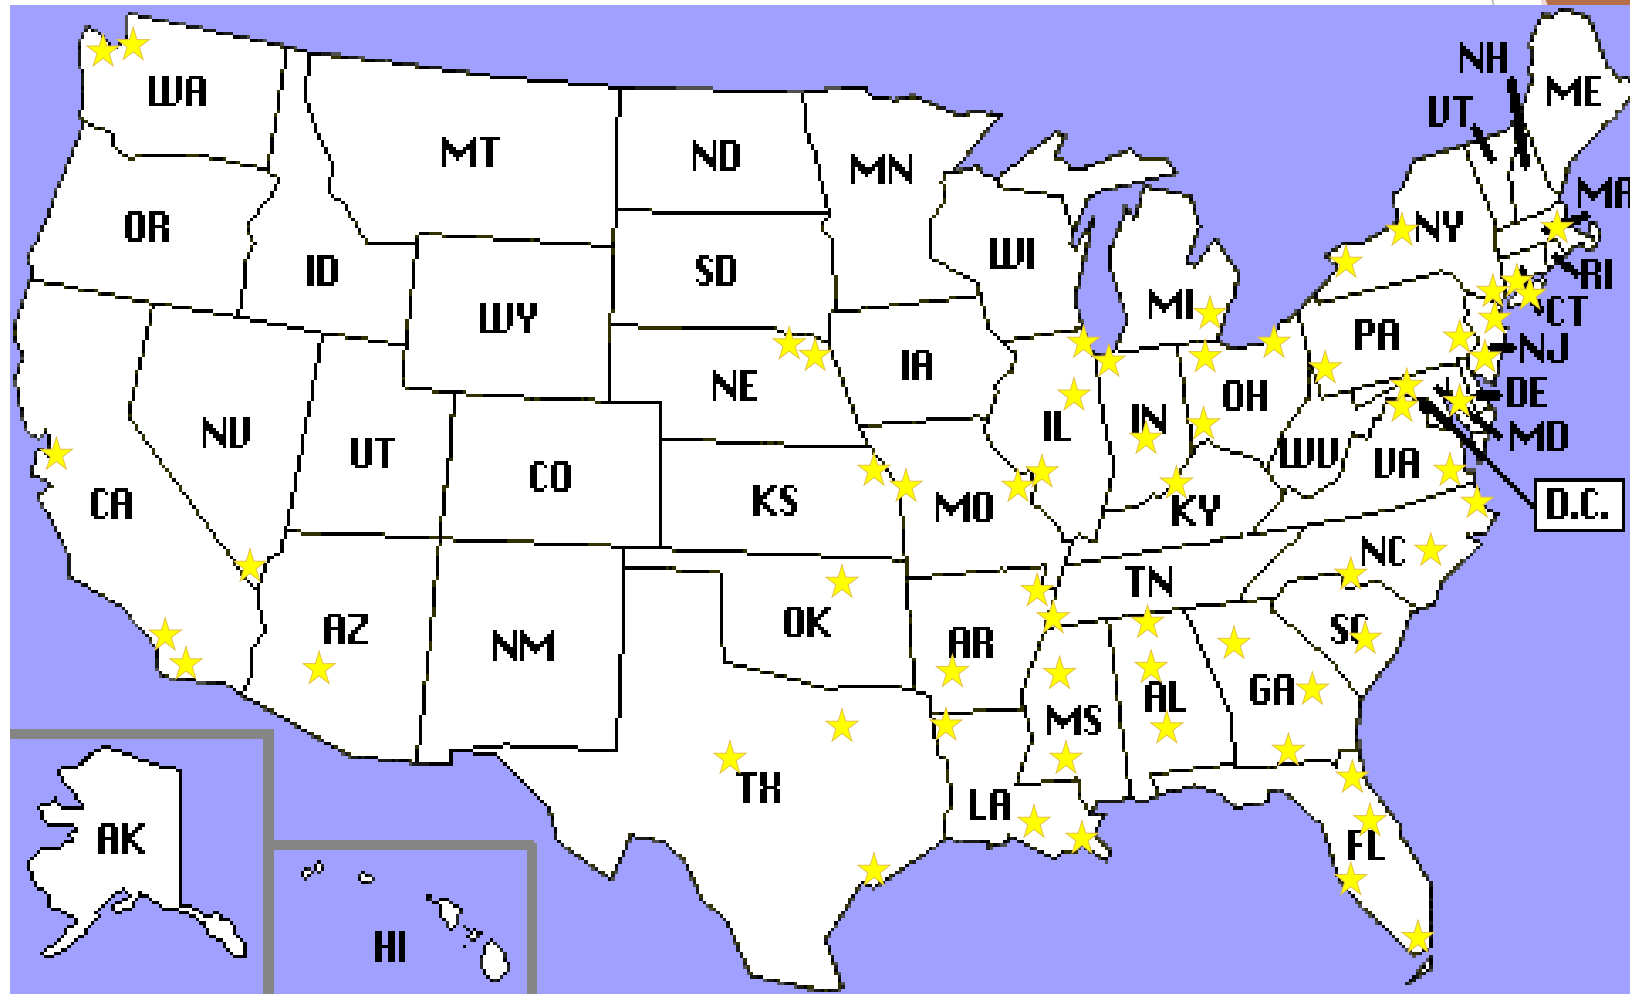 NH
ME
WA
VT
MT
ND
MN
MA
OR
NY
ID
SD
WI
RI
WY
MI
CT
PA
NJ
IA
NE
OH
DE
NV
IN
IL
UT
MD
CO
WV
VA
CA
KS
MO
KY
D.C.
NC
TN
OK
AZ
AR
SC
NM
GA
AL
MS
TX
LA
AK
FL
HI